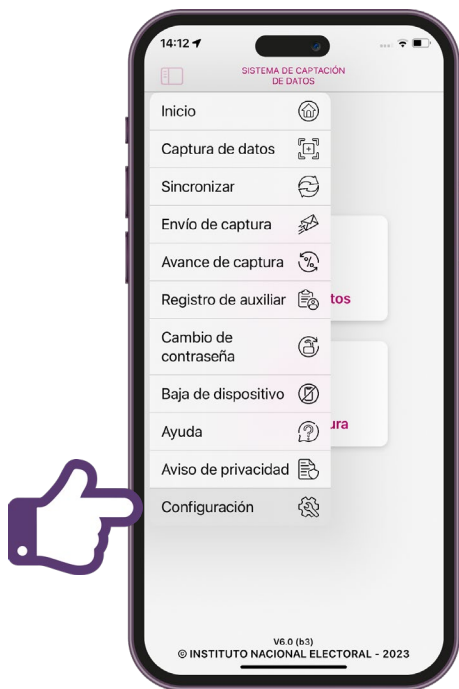 14:12
SISTEMA DE CAPTACIÓN
DE DATOS
Inicio
Captura de datos
Sincronizar
Envío de captura
Avance de captura
Registro de auxiliar
tos
Cambio de
contraseña
Baja de dispositivo
Ayuda
ura
Aviso de privacidad
Configuración
V6.0 (b3)
© INSTITUTO NACIONAL ELECTORAL - 2023